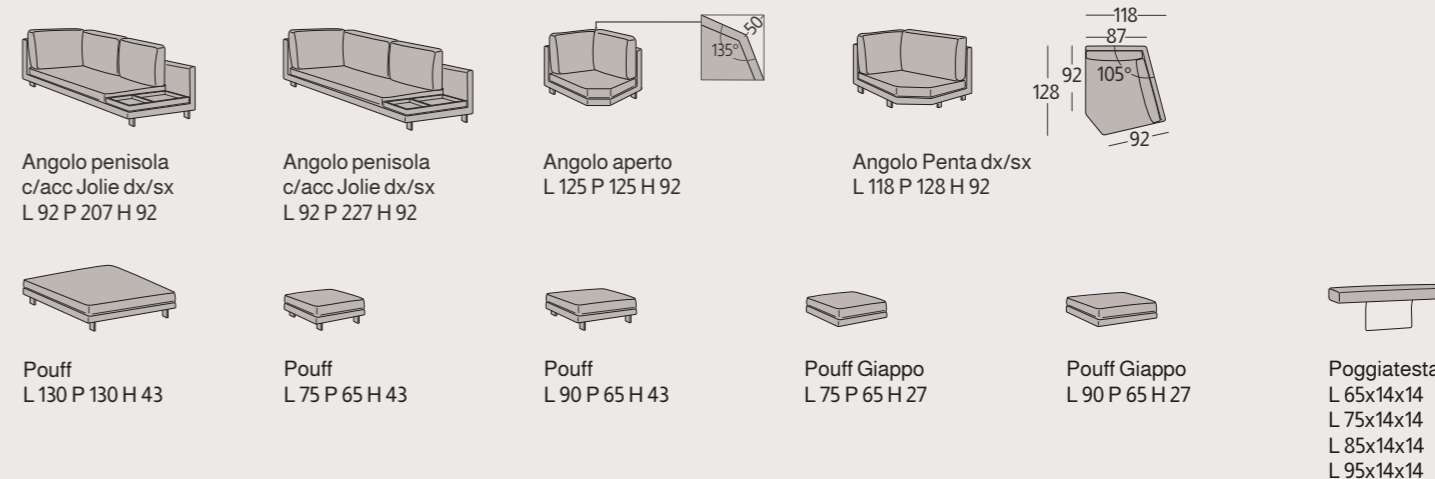 50
135°
118
87
92
128
105°
92
Angolo penisola
c/acc Jolie dx/sx
L 92 P 207 H 92
Angolo penisola
c/acc Jolie dx/sx
L 92 P 227 H 92
Angolo aperto
L 125 P 125 H 92
Angolo Penta dx/sx
L 118 P 128 H 92
Pouff
L 130 P 130 H 43
Pouff
L 75 P 65 H 43
Pouff
L 90 P 65 H 43
Pouff Giappo
L 75 P 65 H 27
Pouff Giappo
L 90 P 65 H 27
Poggiatesta
L 65x14x14
L 75x14x14
L 85x14x14
L 95x14x14